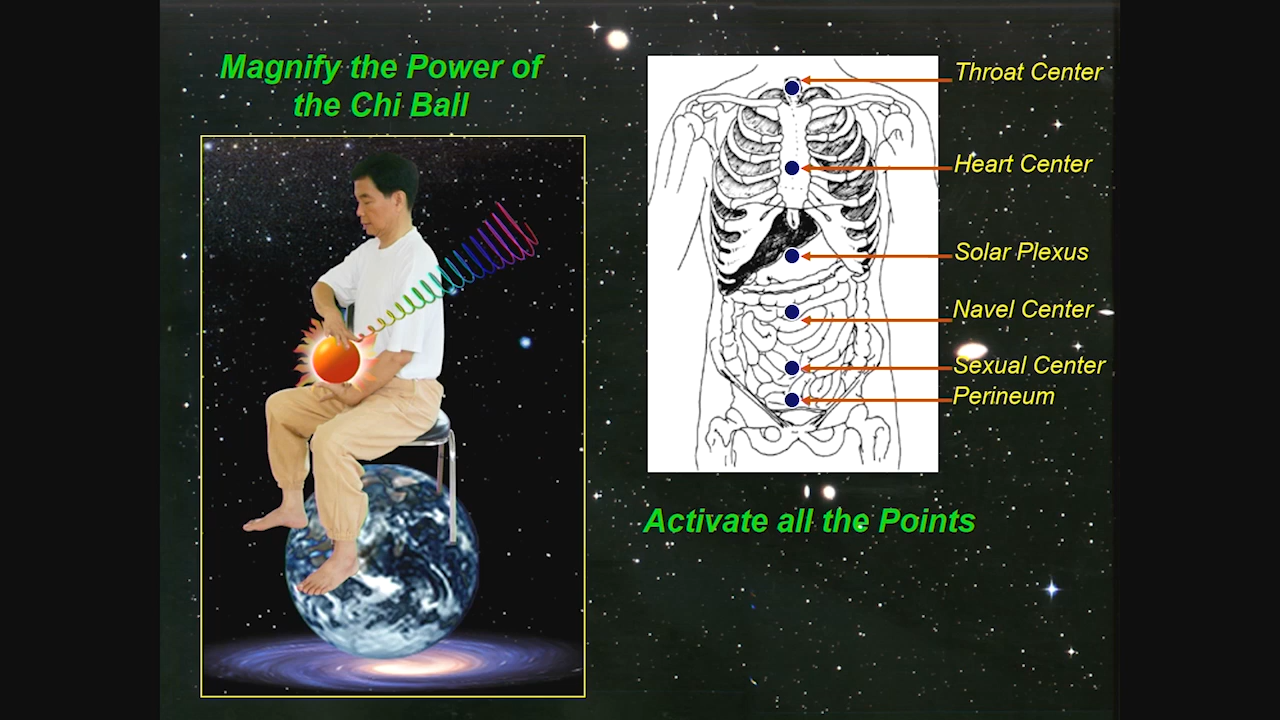 Magnify the Power of
the Chi Ball
Throat Center
Heart Center
Solar Plexus
Navel Center
Sexual Center
Perineum
Activate all the Points